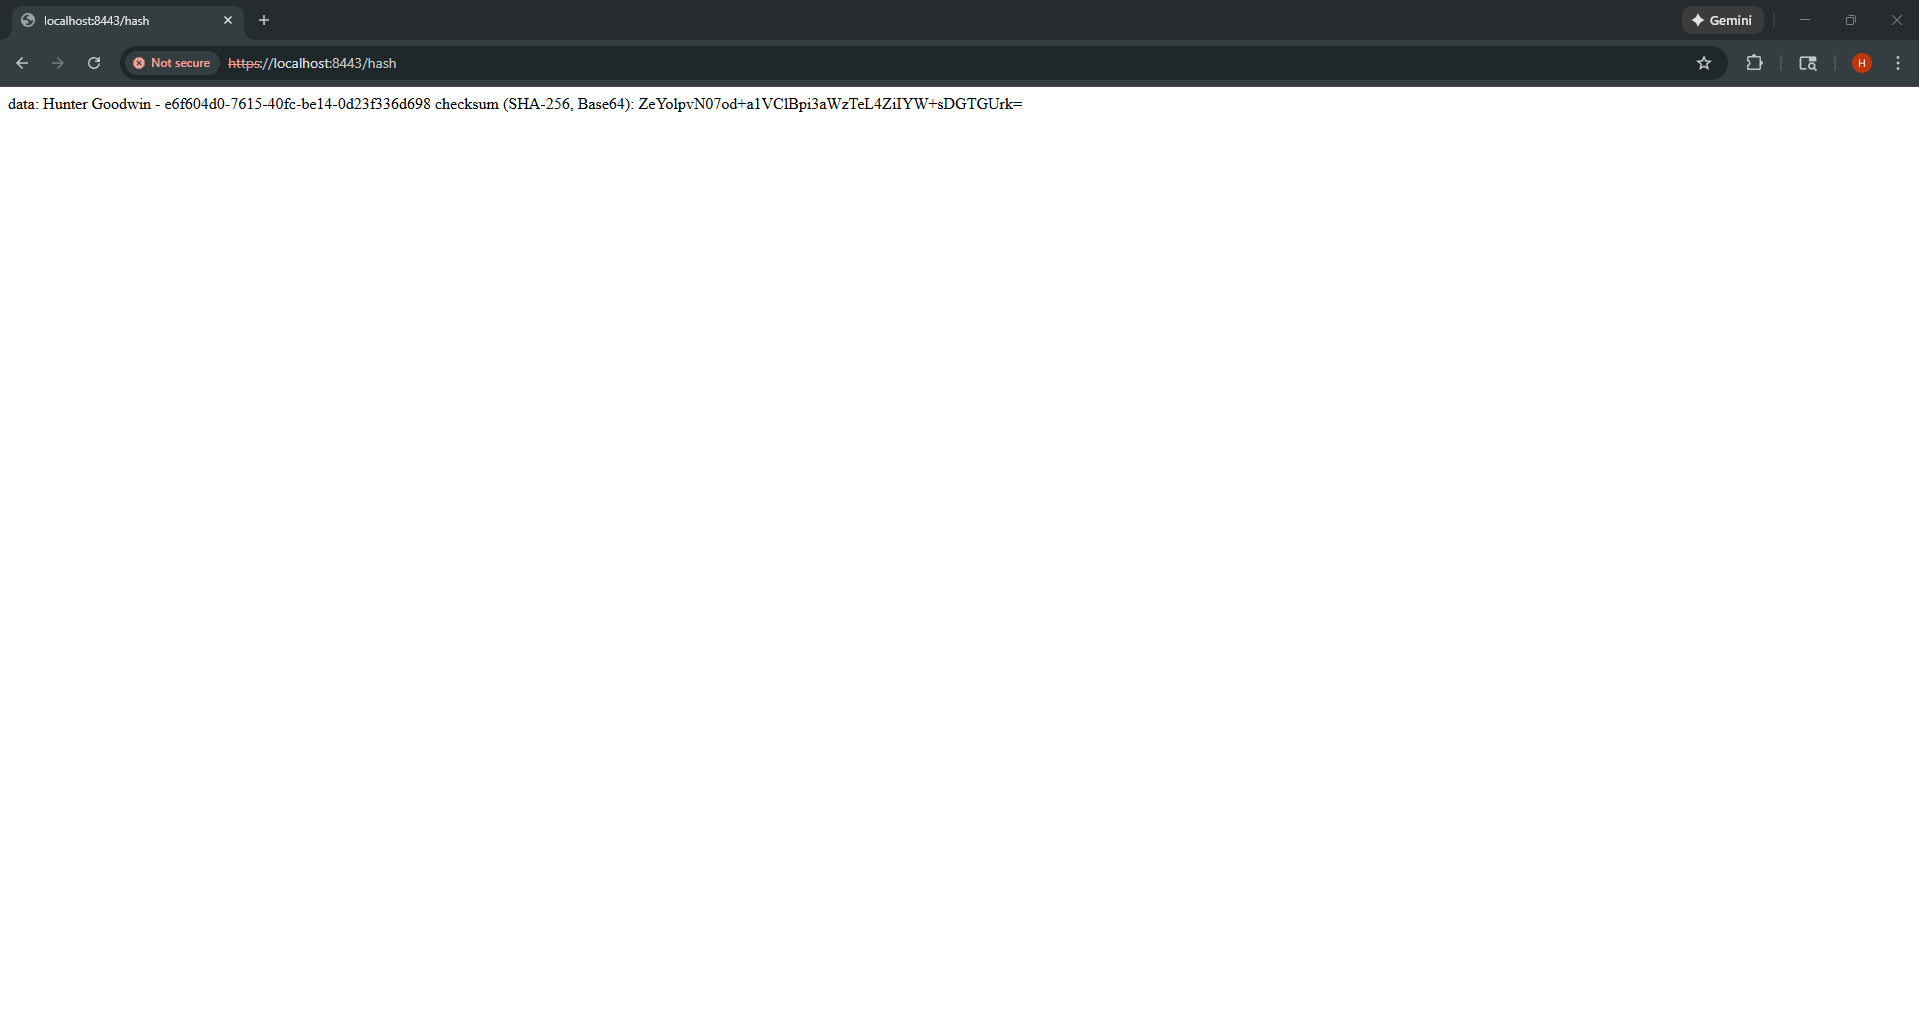 localhost:8443/hash
Gemini
Not secure https://localhost:8443/hash
H
data: Hunter Goodwin - e6f604d0-7615-40fc-be14-0d23f336d698 checksum (SHA-256, Base64): ZeYolpvN07od+a1VClBpi3aWzTeL4ZiIYW+sDGTGUrk=